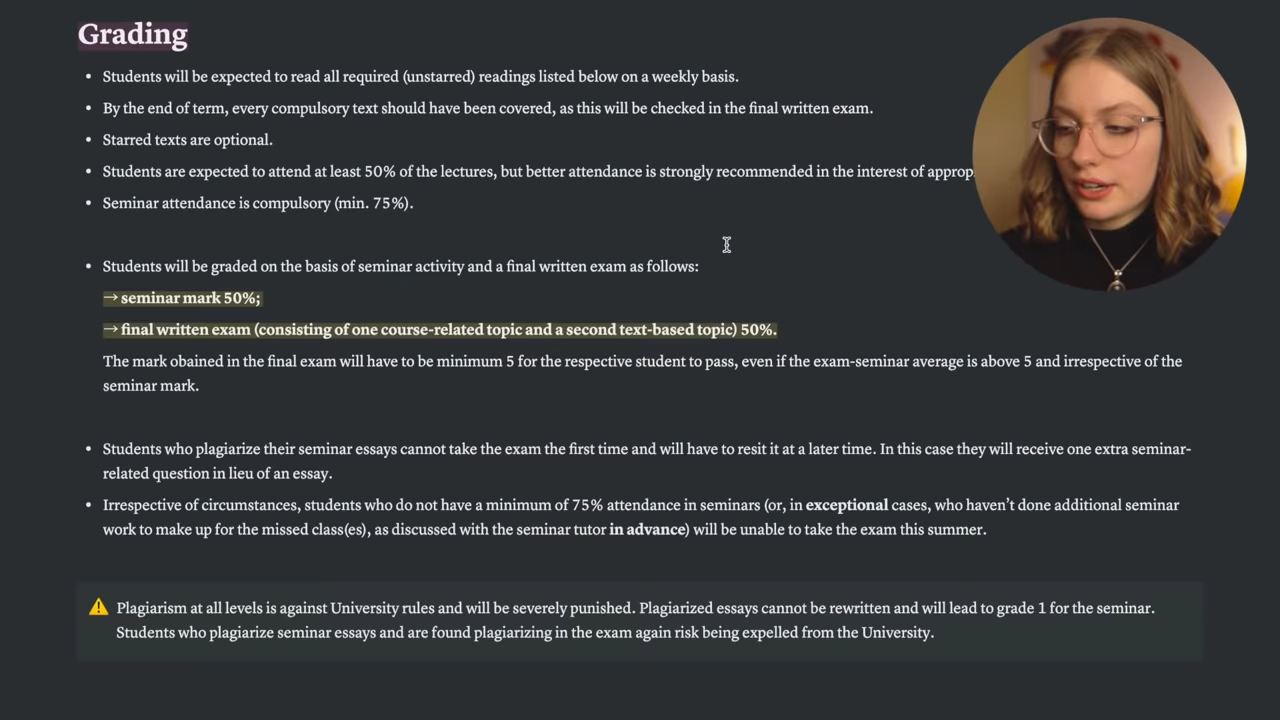 Grading
• Students will be expected to read all required (unstarred) readings listed below on a weekly basis.
• By the end of term, every compulsory text should have been covered, as this will be checked in the final written exam.
• Starred texts are optional.
• Students are expected to attend at least 50% of the lectures, but better attendance is strongly recommended in the interest of approp
• Seminar attendance is compulsory (min. 75%).
• Students will be graded on the basis of seminar activity and a final written exam as follows:
→ seminar mark 50%;
→ final written exam (consisting of one course-related topic and a second text-based topic) 50%.
The mark obained in the final exam will have to be minimum 5 for the respective student to pass, even if the exam-seminar average is above 5 and irrespective of the
seminar mark.
• Students who plagiarize their seminar essays cannot take the exam the first time and will have to resit it at a later time. In this case they will receive one extra seminar-
related question in lieu of an essay.
• Irrespective of circumstances, students who do not have a minimum of 75% attendance in seminars (or, in exceptional cases, who haven't done additional seminar
work to make up for the missed class(es), as discussed with the seminar tutor in advance) will be unable to take the exam this summer.
Plagiarism at all levels is against University rules and will be severely punished. Plagiarized essays cannot be rewritten and will lead to grade 1 for the seminar.
Students who plagiarize seminar essays and are found plagiarizing in the exam again risk being expelled from the University.